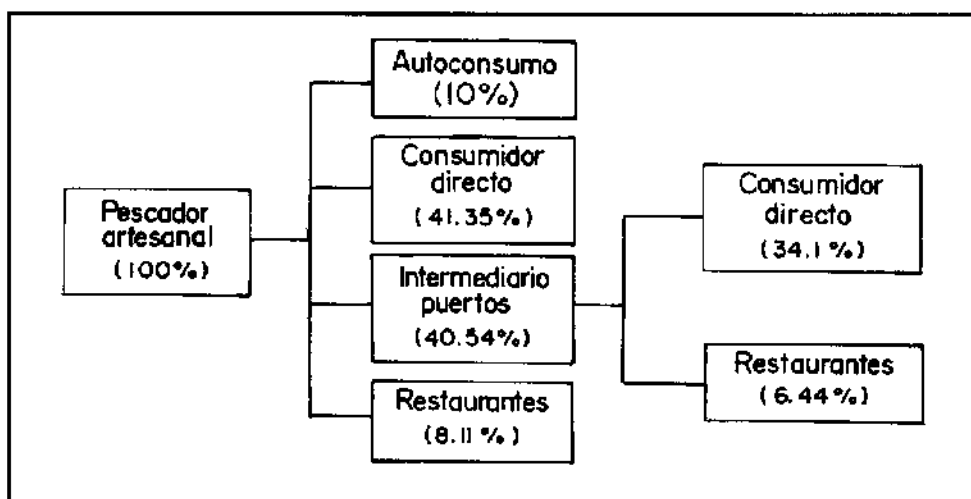 Pescador
artesanal
(100%)
Autoconsumo
(10%)
Consumidor
directo
(41.35%)
Intermediario
puertos
(40.54%)
Restaurantes
(8.11 %)
Consumidor
directo
(34.1 %)
Restaurantes
(6.44%)